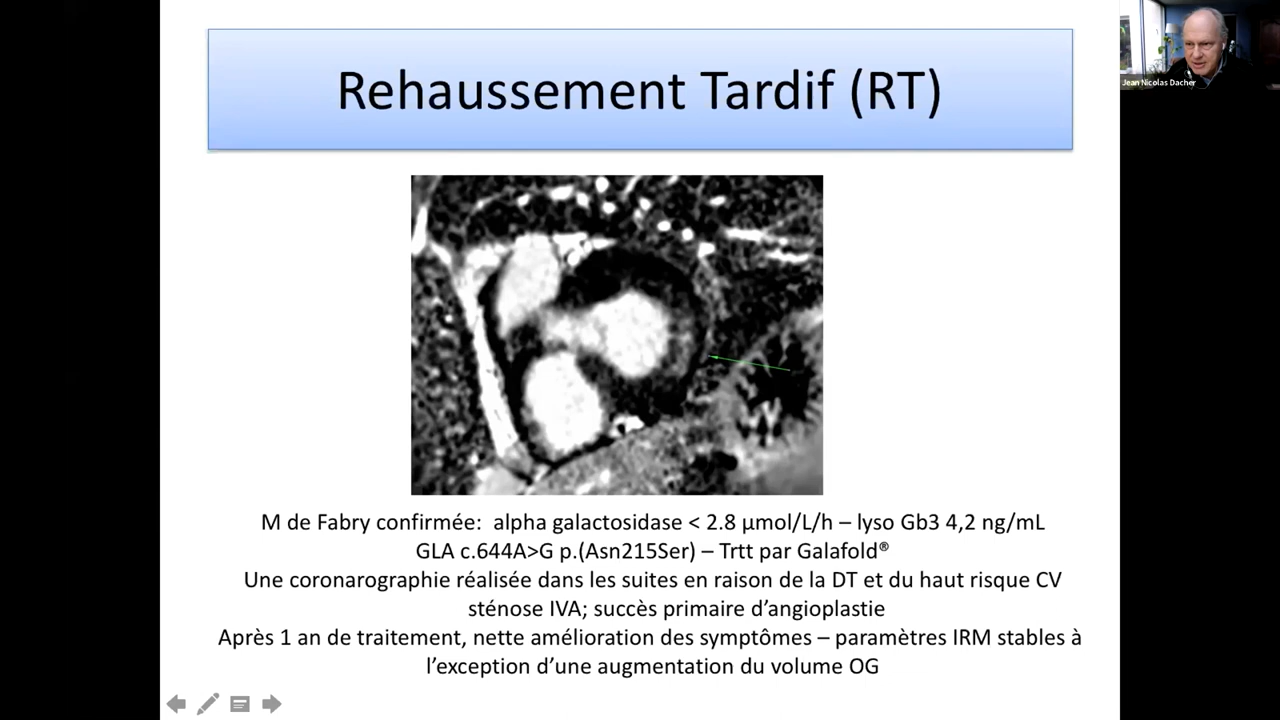 Rehaussement Tardif (RT)
Jean Nicolas Dacher
M de Fabry confirmée: alpha galactosidase < 2.8 µmol/L/h – lyso Gb3 4,2 ng/mL
GLA c.644A>G p.(Asn215Ser) – Trtt par Galafold®
Une coronarographie réalisée dans les suites en raison de la DT et du haut risque CV
sténose IVA; succès primaire d’angioplastie
Après 1 an de traitement, nette amélioration des symptômes – paramètres IRM stables à
l’exception d’une augmentation du volume OG